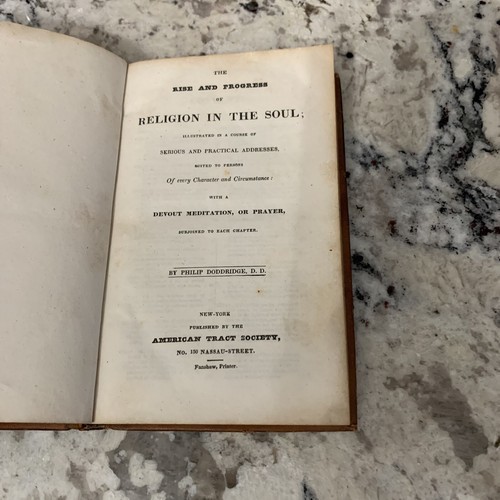 THE
RISE AND PROGRESS
OF
RELIGION IN THE SOUL;
ILLUSTRATED IN A COURSE OF
SERIOUS AND PRACTICAL ADDRESSES,
SUITED TO PERSONS
Of every Character and Circumstance:
WITH A
DEVOUT MEDITATION, OR PRAYER,
SUBJOINED TO EACH CHAPTER.
BY PHILIP DODDRIDGE, D. D.
NEW-YORK
PUBLISHED BY THE
AMERICAN TRACT SOCIETY,
NO. 150 NASSAU-STREET.
Fanshaw, Printer.